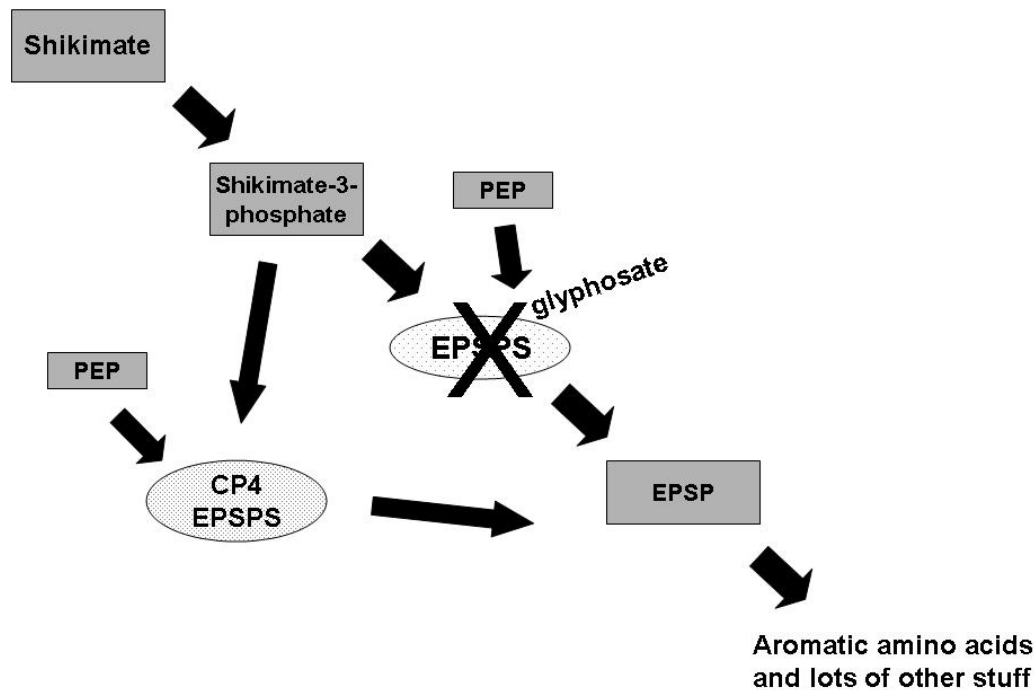 Shikimate
Shikimate-3-
phosphate
PEP
glyphosate
EPSPS
PEP
CP4
EPSPS
EPSP
Aromatic amino acids
and lots of other stuff